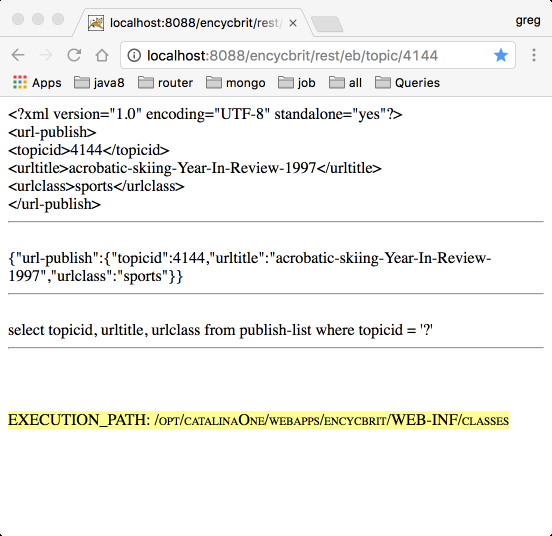 localhost:8088/encycbrit/rest/
greg
localhost:8088/encycbrit/rest/eb/topic/4144
Apps java8 router mongo job all Queries
<?xml version="1.0" encoding="UTF-8" standalone="yes"?>
<url-publish>
<topicid>4144</topicid>
<urltitle>acrobatic-skiing-Year-In-Review-1997</urltitle>
<urlclass>sports</urlclass>
</url-publish>
{"url-publish":{"topicid":4144,"urltitle":"acrobatic-skiing-Year-In-Review-
1997","urlclass":"sports"}}
select topicid, urltitle, urlclass from publish-list where topicid = '?'
EXECUTION_PATH: /opt/catalinaOne/webapps/encycbrit/WEB-INF/classes